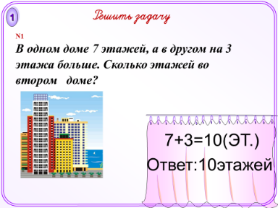 1
Решить задачу
N1
В одном доме 7 этажей, а в другом на 3
этажа больше. Сколько этажей во
втором доме?
7+3=10(ЭТ.)
Ответ:10этажей